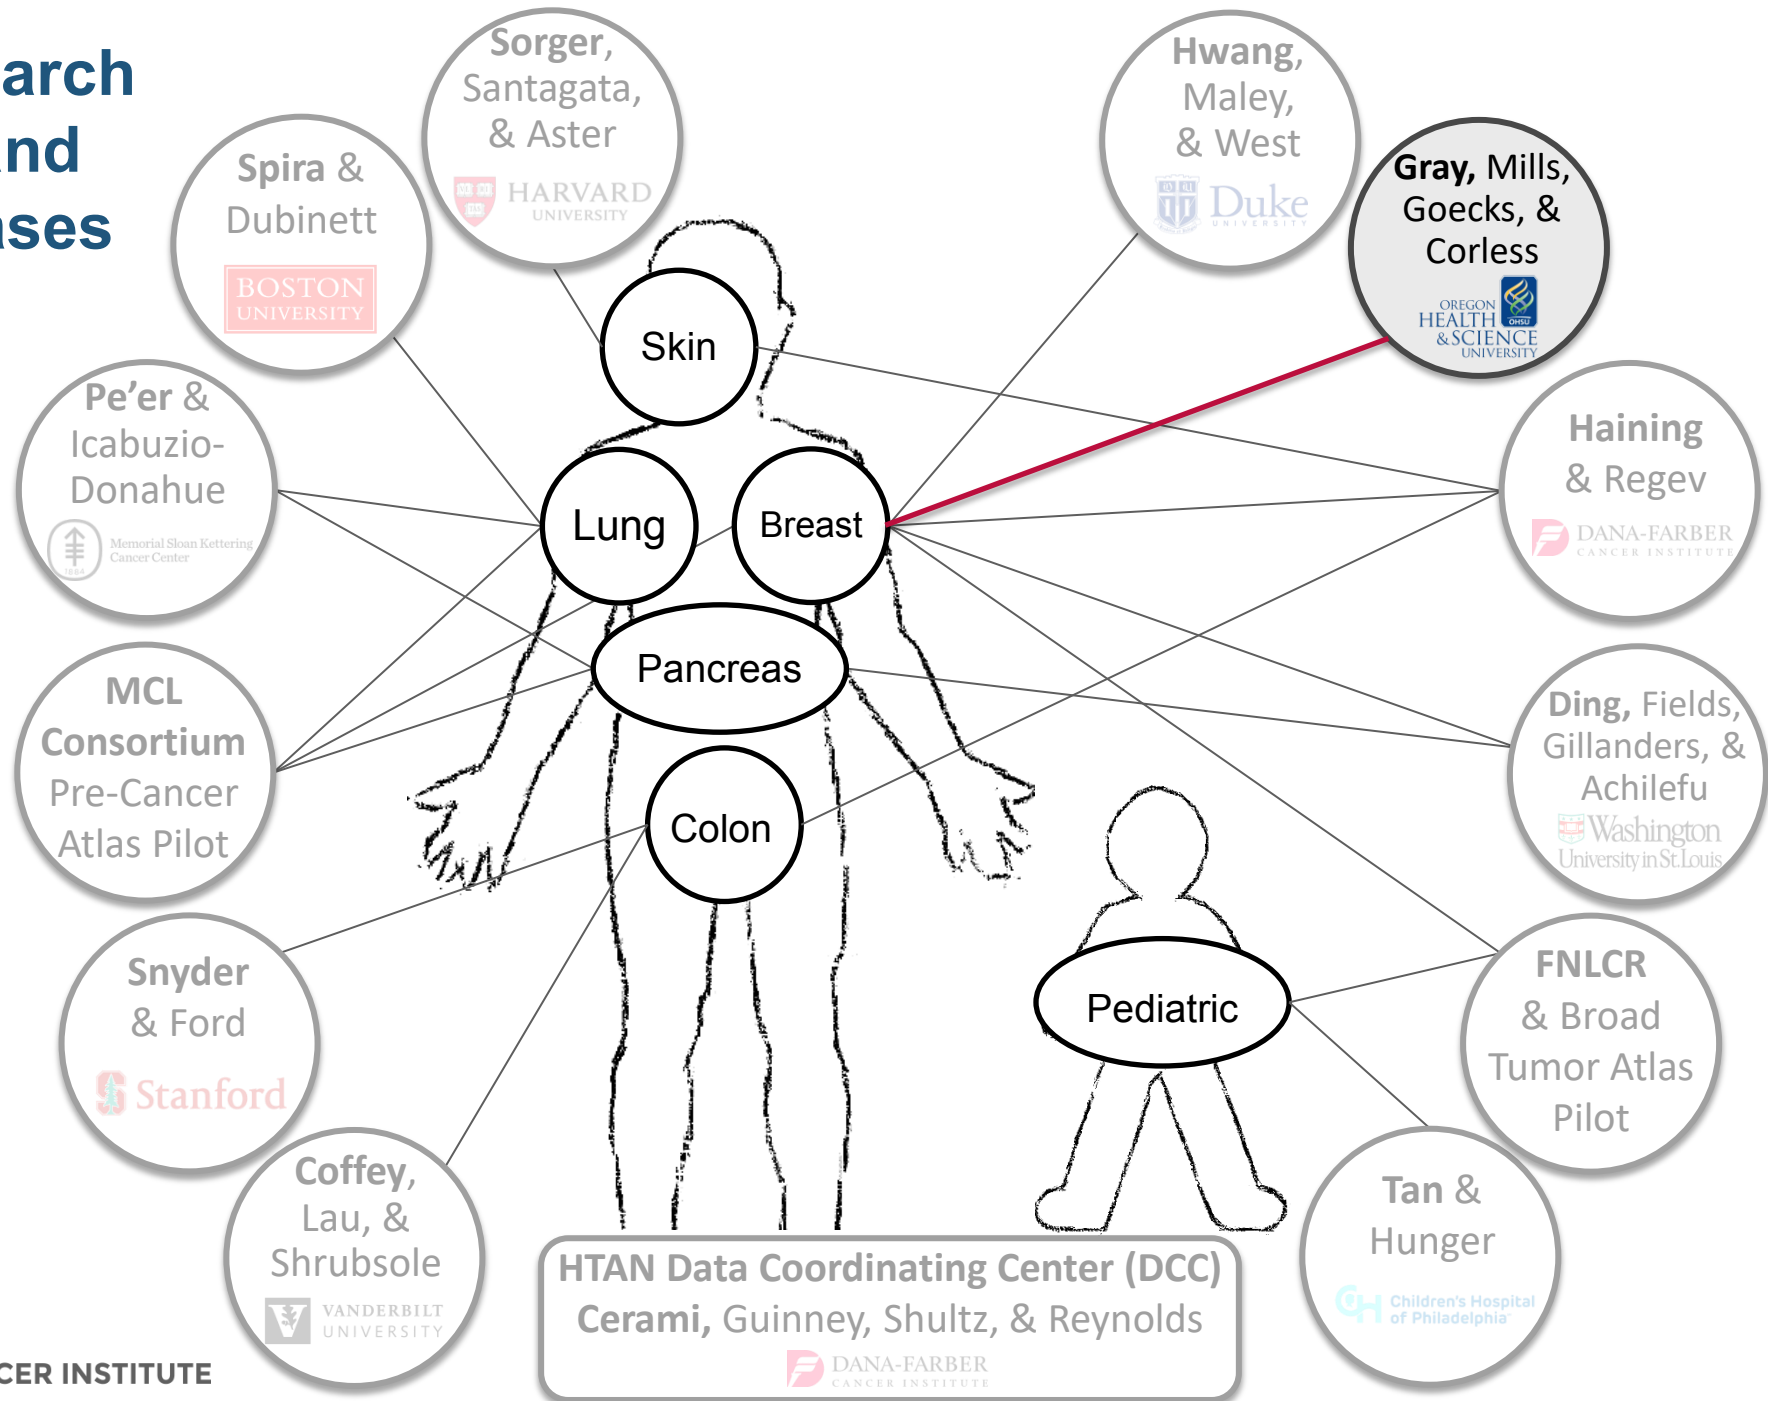 arch
and
ases
Sorger,
Santagata,
& Aster
HARVARD
UNIVERSITY
Hwang,
Maley,
& West
Duke
UNIVERSITY
Spira &
Dubinett
BOSTON
UNIVERSITY
Gray, Mills,
Goecks, &
Corless
OREGON
HEALTH
&SCIENCE
UNIVERSITY
OHSU
Skin
Pe'er &
Icabuzio-
Donahue
1884
Memorial Sloan Kettering
Cancer Center
Haining
& Regev
DANA-FARBER
CANCER INSTITUTE
Lung
Breast
Pancreas
MCL
Consortium
Pre-Cancer
Atlas Pilot
Ding, Fields,
Gillanders, &
Achilefu
Washington
University in St. Louis
Colon
Snyder
& Ford
Stanford
Pediatric
FNLCR
& Broad
Tumor Atlas
Pilot
Coffey,
Lau, &
Shrubsole
VANDERBILT
UNIVERSITY
Tan &
Hunger
Children's Hospital
of Philadelphia
HTAN Data Coordinating Center (DCC)
Cerami, Guinney, Shultz, & Reynolds
DANA-FARBER
CANCER INSTITUTE
CER INSTITUTE